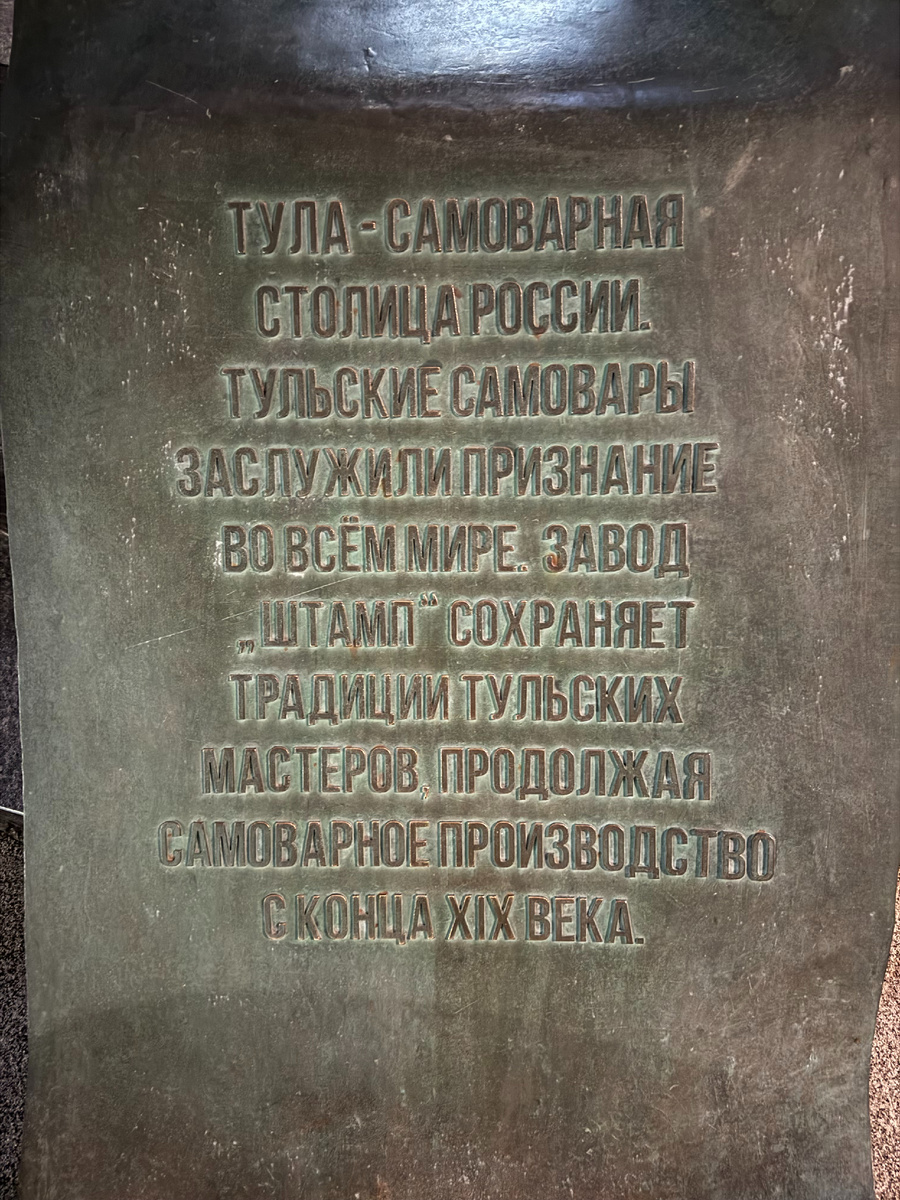 ТУЛА - САМОВАРНАЯ
СТОЛИЦА РОССИИ.
ТУЛЬСКИЕ САМОВАРЫ
ЗАСЛУЖИЛИ ПРИЗНАНИЕ
ВО ВСЁМ МИРЕ. ЗАВОД
„ШТАМП“ СОХРАНЯЕТ
ТРАДИЦИИ ТУЛЬСКИХ
МАСТЕРОВ, ПРОДОЛЖАЯ
САМОВАРНОЕ ПРОИЗВОДСТВО
С КОНЦА XIX ВЕКА.